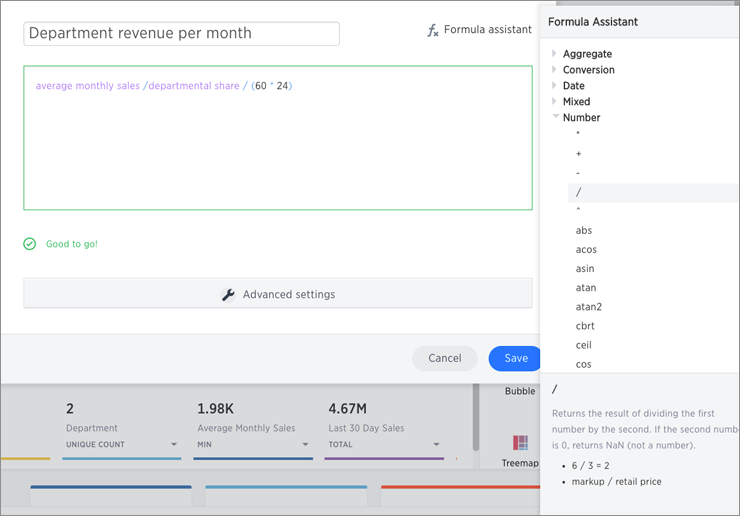 Department revenue per month
fx Formula assistant
average monthly sales /departmental share / (60 * 24)
Good to go!
Advanced settings
Cancel
Save
2
Department
UNIQUE COUNT
1.98K
Average Monthly Sales
MIN
4.67M
Last 30 Day Sales
TOTAL
Bubble
Treemap
Formula Assistant
Aggregate
Conversion
Date
Mixed
Number
*
+
-
/
^
abs
acos
asin
atan
atan2
cbrt
ceil
cos
/
Returns the result of dividing the first
number by the second. If the second numb
is 0, returns NaN (not a number).
• 6 / 3 = 2
• markup / retail price